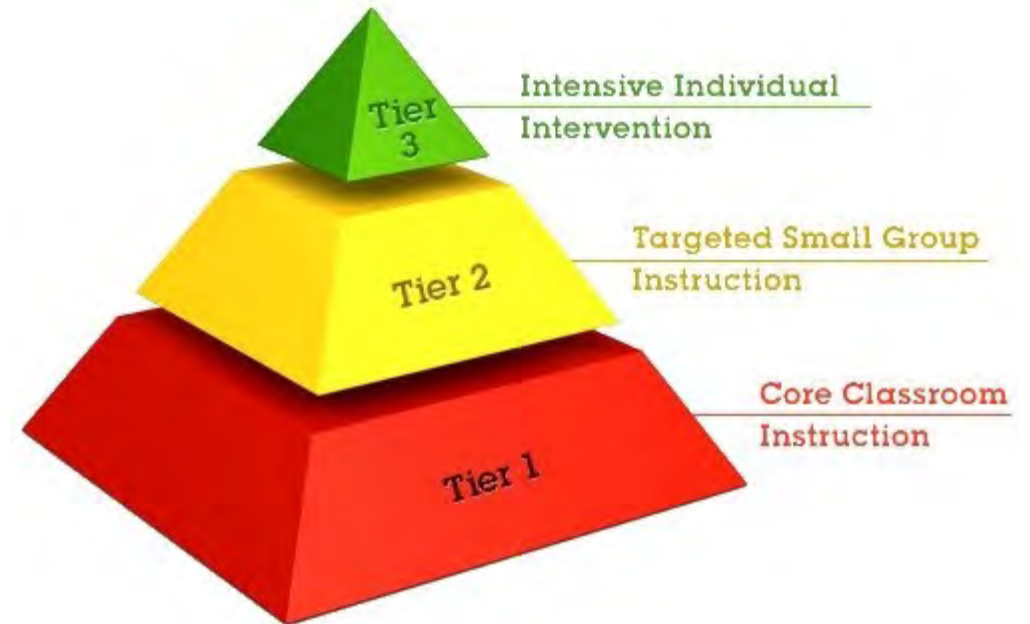 Tier
3
Intensive Individual
Intervention
Tier 2
Targeted Small Group
Instruction
Tier 1
Core Classroom
Instruction